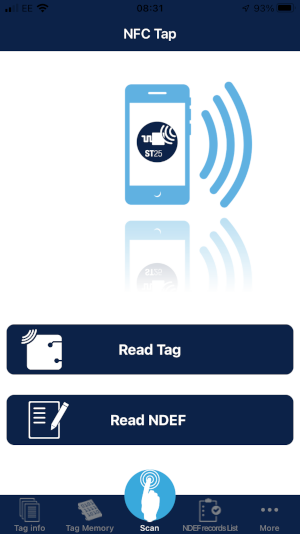 EE 08:31 93%
NFC Tap
ST25
ST25
Read Tag
Read NDEF
Tag info Tag Memory Scan NDEF records List More